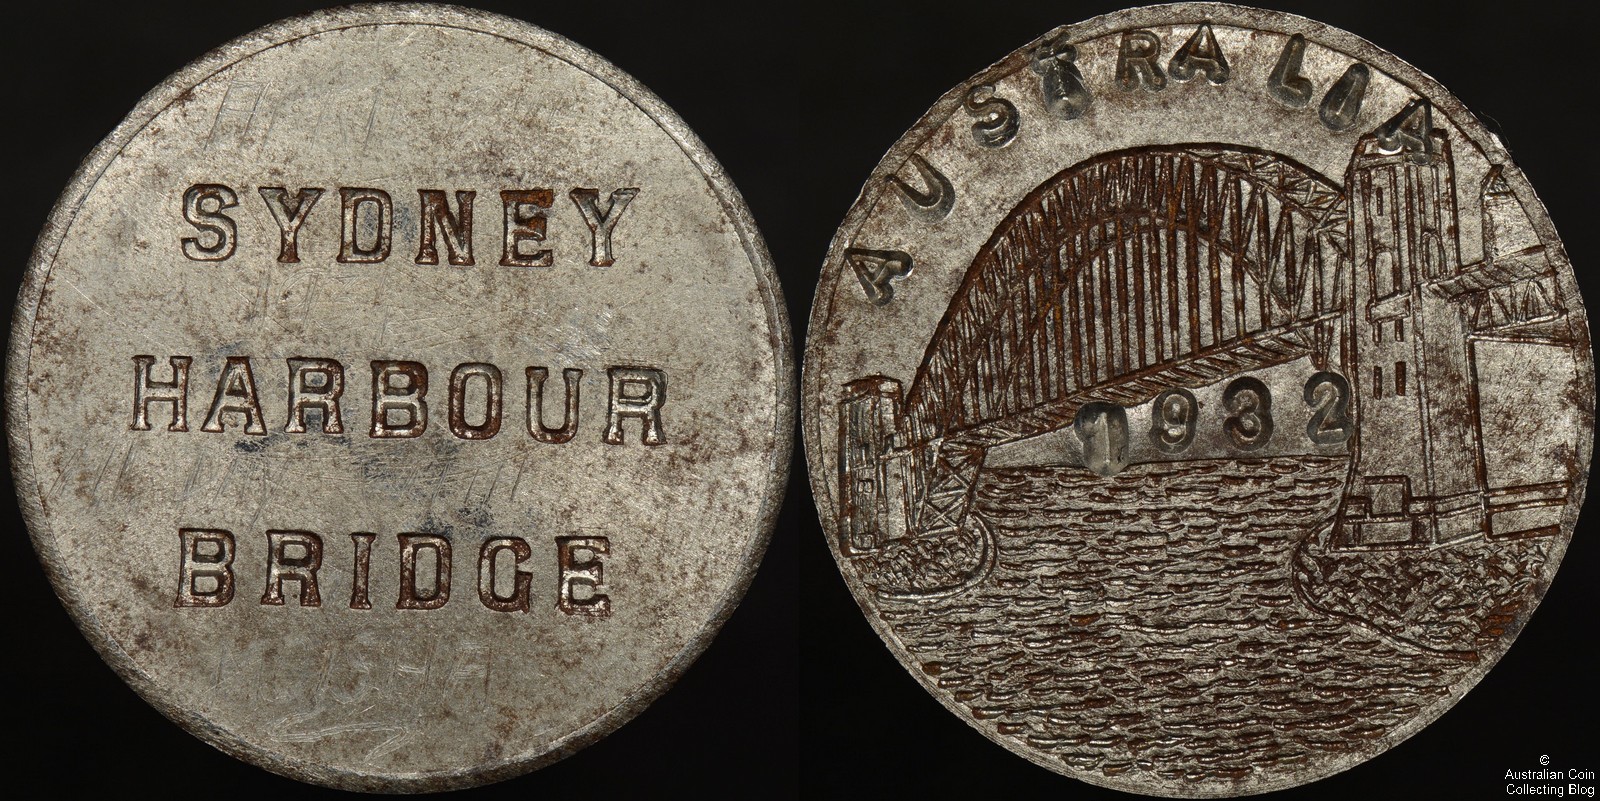 SYDNEY
HARBOUR
BRIDGE
AUSTRALIA
1932
©
Australian Coin
Collecting Blog